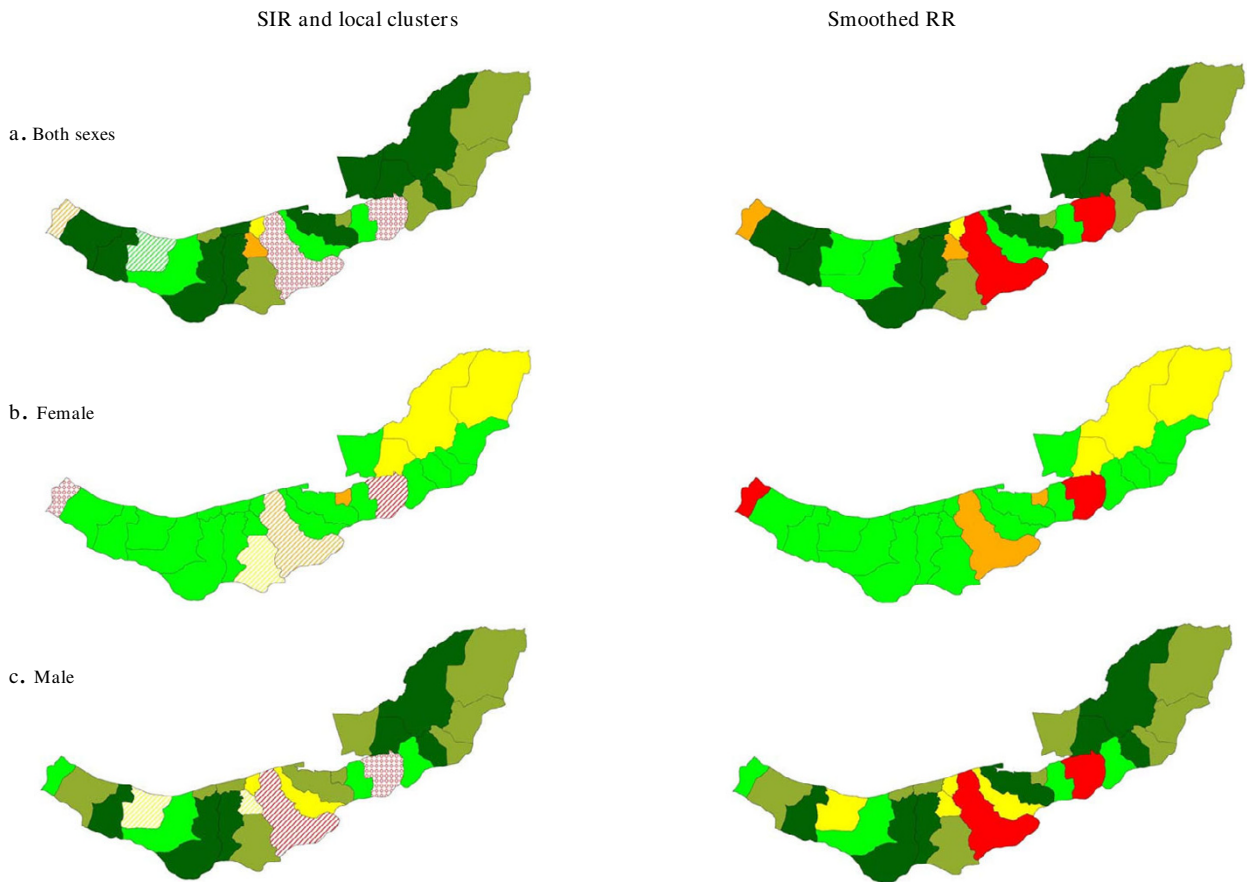 SIR and local clusters
Smoothed RR
a. Both sexes
b. Female
c. Male